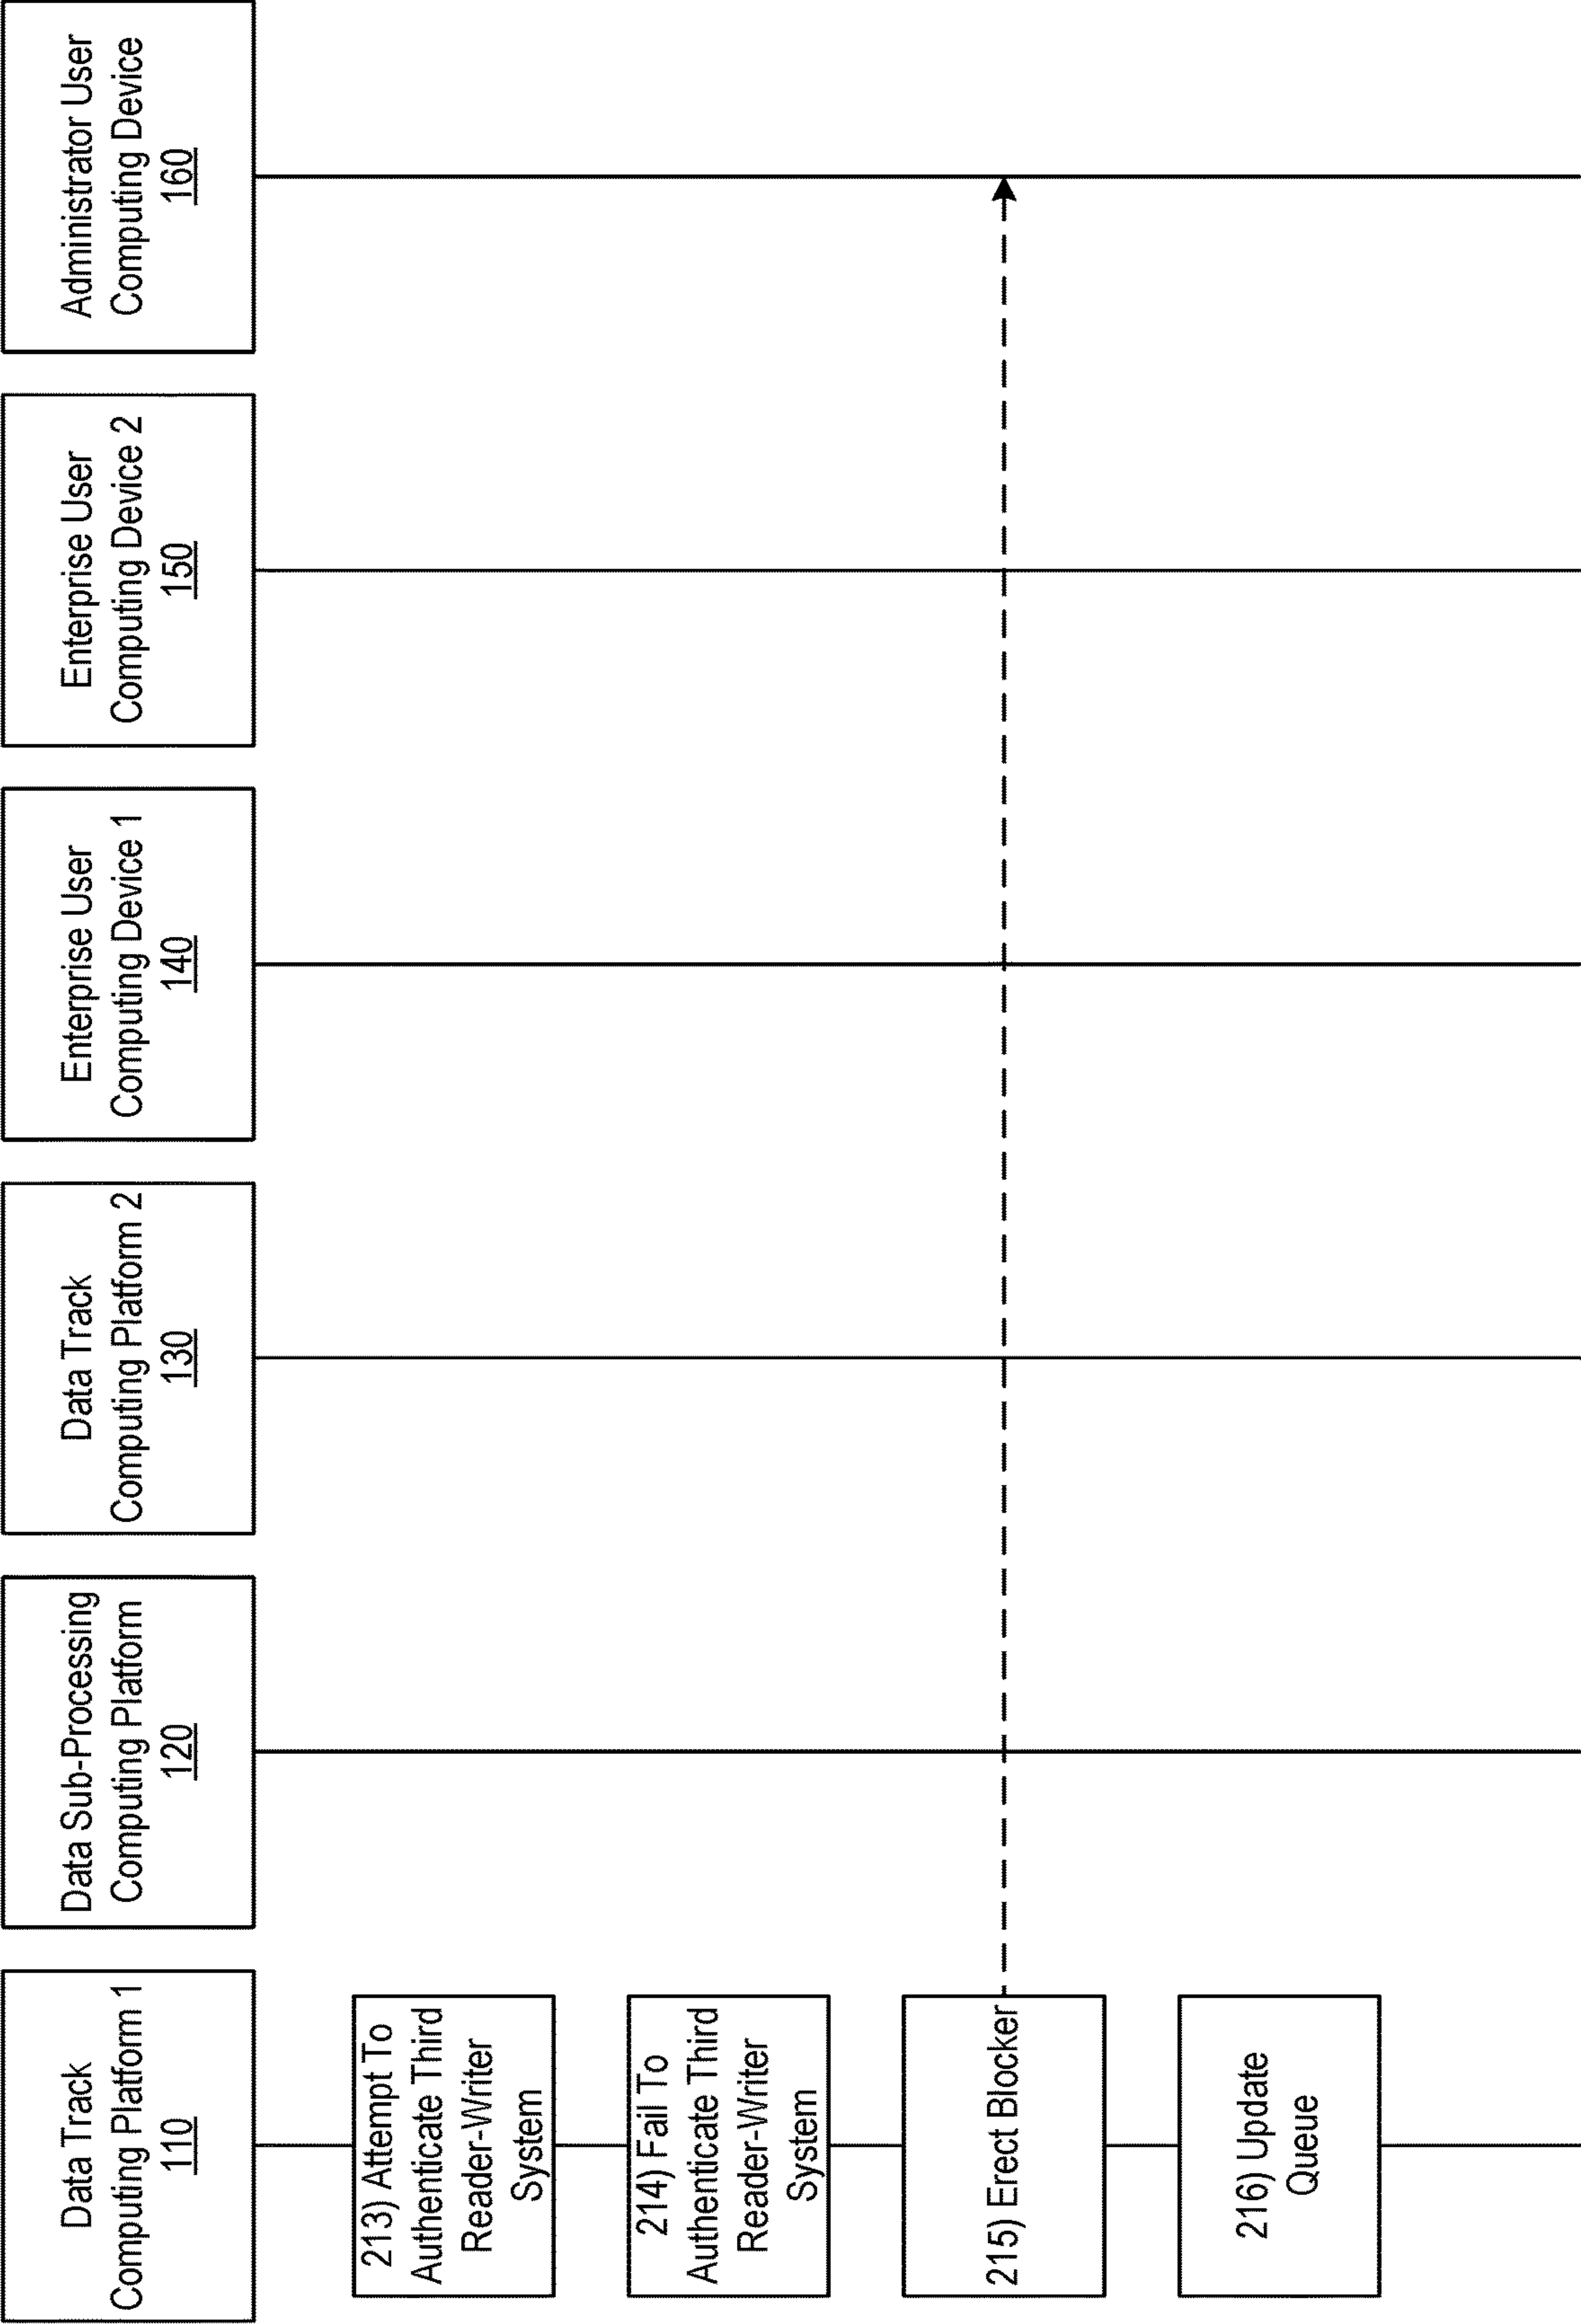 Data Track
Computing Platform 1
110
Data Sub-Processing
Computing Platform
120
Data Track
Computing Platform 2
130
Enterprise User
Computing Device 1
140
Enterprise User
Computing Device 2
150
Administrator User
Computing Device
160
213) Attempt To
Authenticate Third
Reader-Writer
System
214) Fail To
Authenticate Third
Reader-Writer
System
215) Erect Blocker
216) Update
Queue